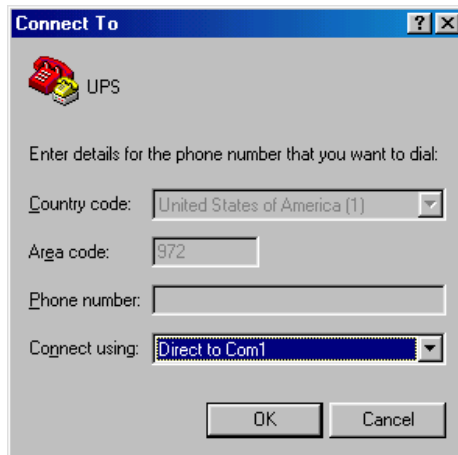 Connect To
UPS
Enter details for the phone number that you want to dial:
Country code: United States of America (1)
Area code: 972
Phone number:
Connect using: Direct to Com1
OK Cancel